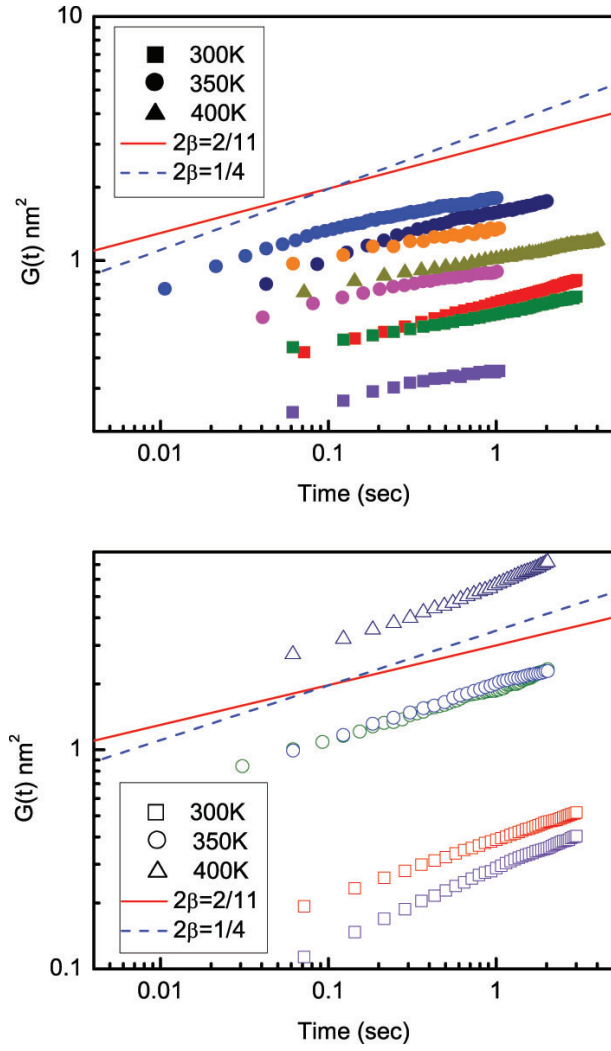 10
300K
350K
400K
2β=2/11
2β=1/4
G(t) nm²
1
0.01 0.1 1
Time (sec)
G(t) nm²
1
300K
350K
400K
2β=2/11
2β=1/4
0.1
0.01 0.1 1
Time (sec)